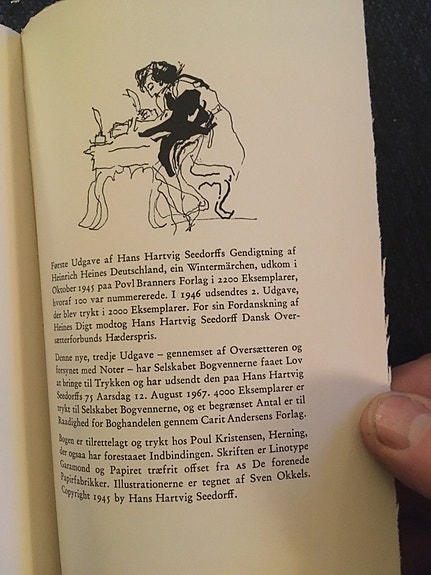 Første Udgave af Hans Hartvig Seedorffs Gendigtning af
Heinrich Heines Deutschland, ein Wintermärchen, udkom i
Oktober 1945 paa Povl Branners Forlag i 2200 Eksemplarer,
hvoraf 100 var nummererede. I 1946 udsendtes 2. Udgave,
der blev trykt i 2000 Eksemplarer. For sin Fordanskning af
Heines Digt modtog Hans Hartvig Seedorff Dansk Over-
sætterforbunds Hæderspris.
Denne nye, tredje Udgave – gennemset af Oversætteren og
forsynet med Noter – har Selskabet Bogvennerne faaet Lov
at bringe til Trykken og har udsendt den paa Hans Hartvig
Seedorffs 75 Aarsdag 12. August 1967. 4000 Eksemplarer er
trykt til Selskabet Bogvennerne, og et begrænset Antal er til
Raadighed for Boghandelen gennem Carit Andersens Forlag.
Bogen er tilrettelagt og trykt hos Poul Kristensen, Herning,
der ogsaa har forestaaet Indbindingen. Skriften er Linotype
Garamond og Papiret træfrit offset fra AS De forenede
Papirfabrikker. Illustrationerne er tegnet af Sven Okkels.
Copyright 1945 by Hans Hartvig Seedorff.